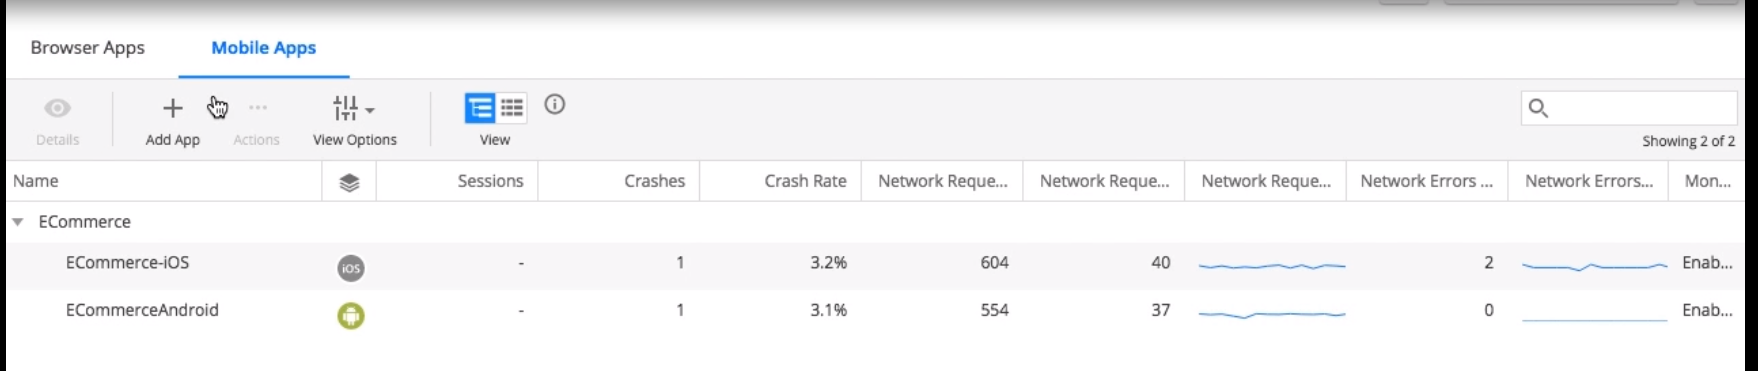 Browser Apps Mobile Apps
Details Add App Actions View Options View
Showing 2 of 2
Name Sessions Crashes Crash Rate Network Reque... Network Reque... Network Reque... Network Errors ... Network Errors... Mon...
ECommerce
ECommerce-iOS iOS - 1 3.2% 604 40 2 Enab...
ECommerceAndroid - 1 3.1% 554 37 0 Enab...